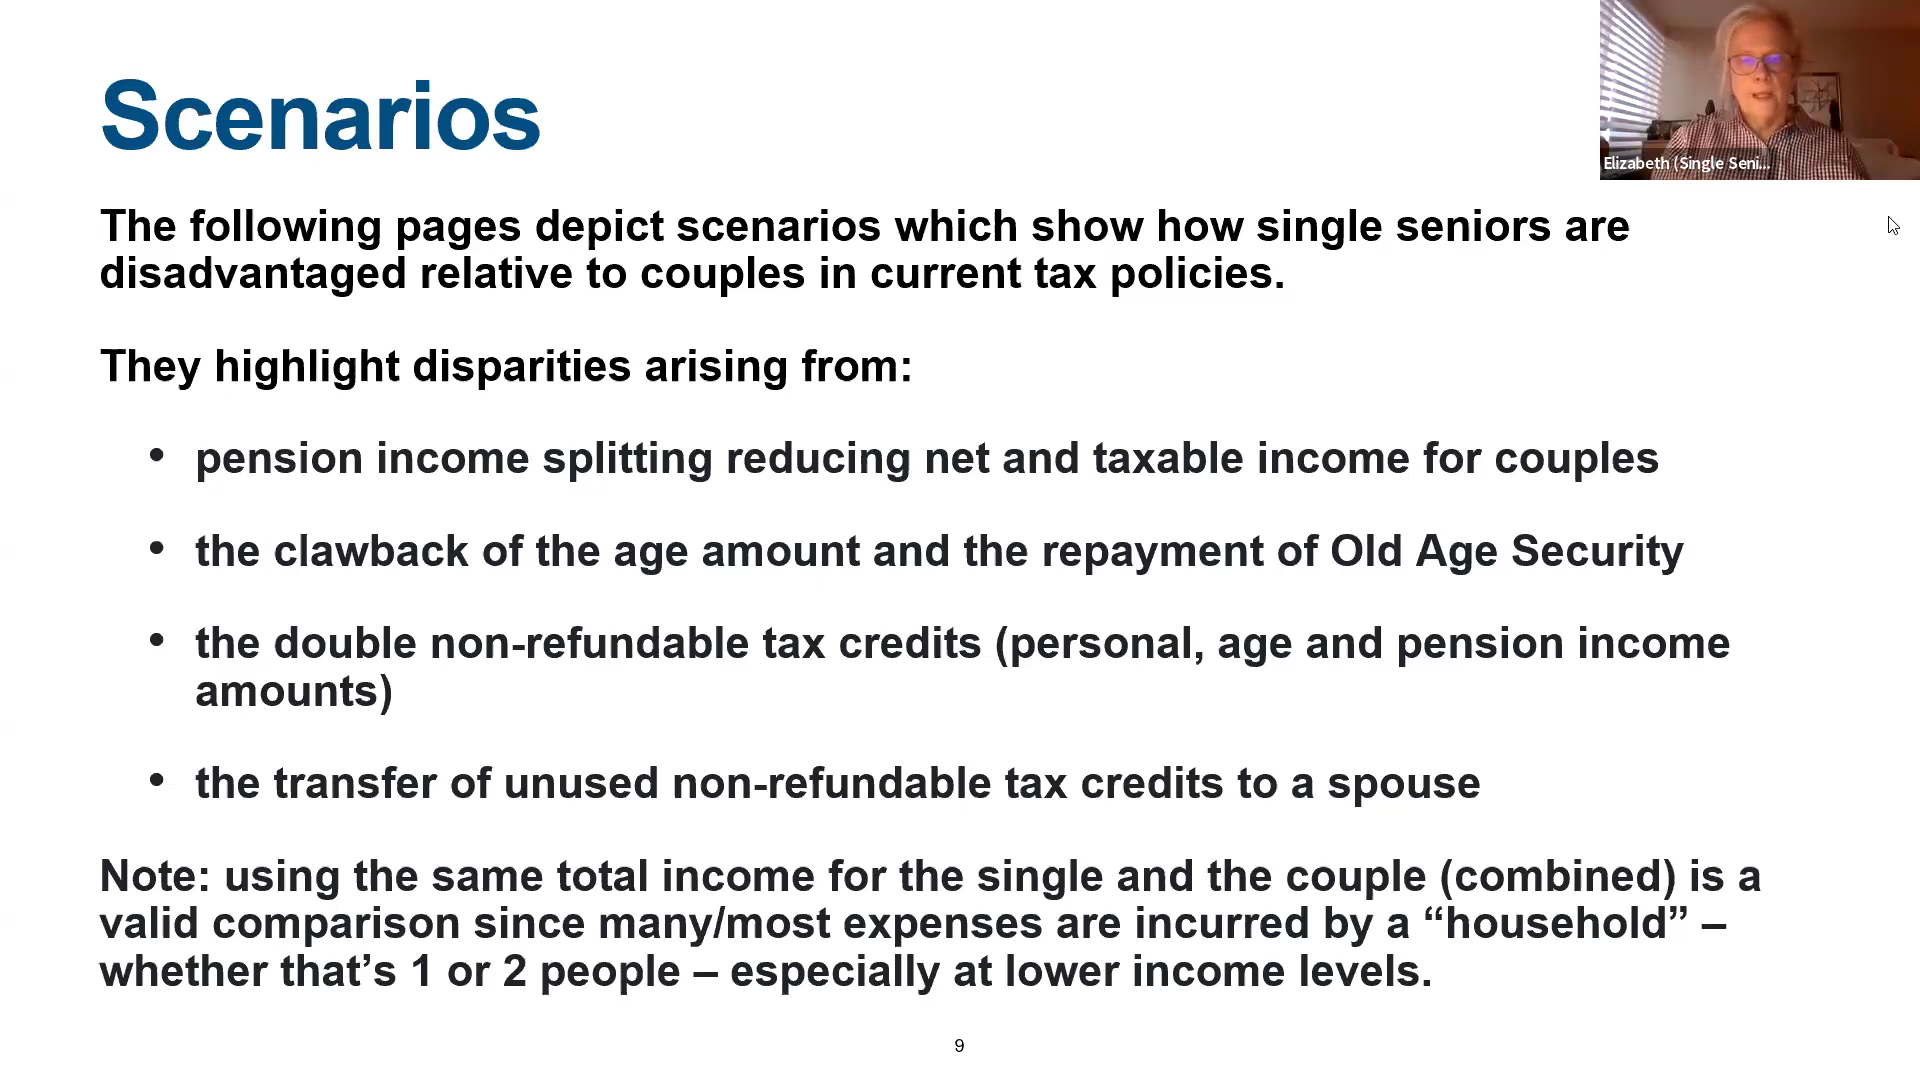 Scenarios
Elizabeth (Single Seni...
The following pages depict scenarios which show how single seniors are
disadvantaged relative to couples in current tax policies.
They highlight disparities arising from:
• pension income splitting reducing net and taxable income for couples
• the clawback of the age amount and the repayment of Old Age Security
• the double non-refundable tax credits (personal, age and pension income
amounts)
• the transfer of unused non-refundable tax credits to a spouse
Note: using the same total income for the single and the couple (combined) is a
valid comparison since many/most expenses are incurred by a “household” –
whether that’s 1 or 2 people – especially at lower income levels.
9